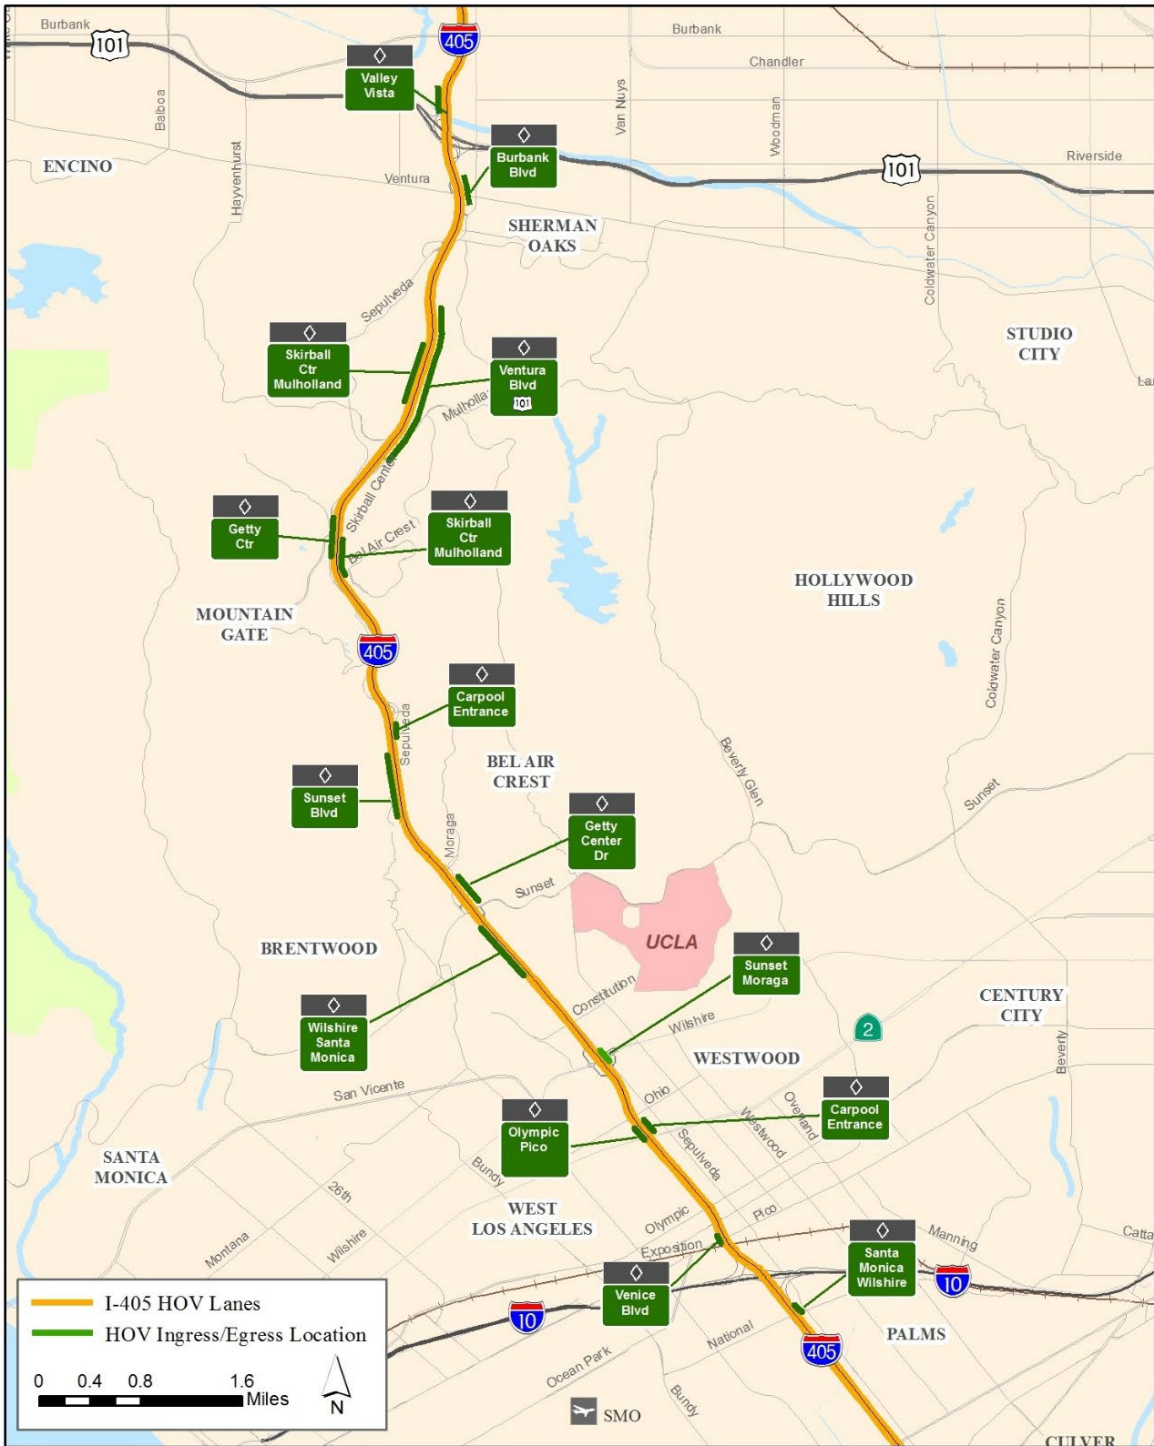 Burbank
101
405
Burbank
Chandler
Valley
Vista
Balboa
Van Nuys
Woodman
Burbank
Blvd
101
Riverside
ENCINO
Hayvenhurst
Ventura
SHERMAN
OAKS
Coldwater Canyon
Sepulveda
STUDIO
CITY
Skirball
Ctr
Mulholland
Ventura
Blvd
101
Mulholla
Skirball Center
Getty
Ctr
Bel Air Crest
Skirball
Ctr
Mulholland
HOLLYWOOD
HILLS
MOUNTAIN
GATE
405
Coldwater Canyon
Carpool
Entrance
Sepulveda
BEL AIR
CREST
Beverly Glen
Sunset
Sunset
Blvd
Moraga
Getty
Center
Dr
Sunset
UCLA
BRENTWOOD
Sunset
Moraga
Constitution
Wilshire
CENTURY
CITY
2
Wilshire
Santa
Monica
WESTWOOD
Beverly
San Vicente
Ohio
Overland
Westwood
Carpool
Entrance
Olympic
Pico
Sepulveda
SANTA
MONICA
Bundy
26th
WEST
LOS ANGELES
Olympic
Pico
Montana
Wilshire
Exposition
Santa
Monica
Wilshire
Manning
Catta
Venice
Blvd
10
10
I-405 HOV Lanes
HOV Ingress/Egress Location
0 0.4 0.8 1.6
Miles
N
National
405
PALMS
Ocean Park
Bundy
SMO
CULVER